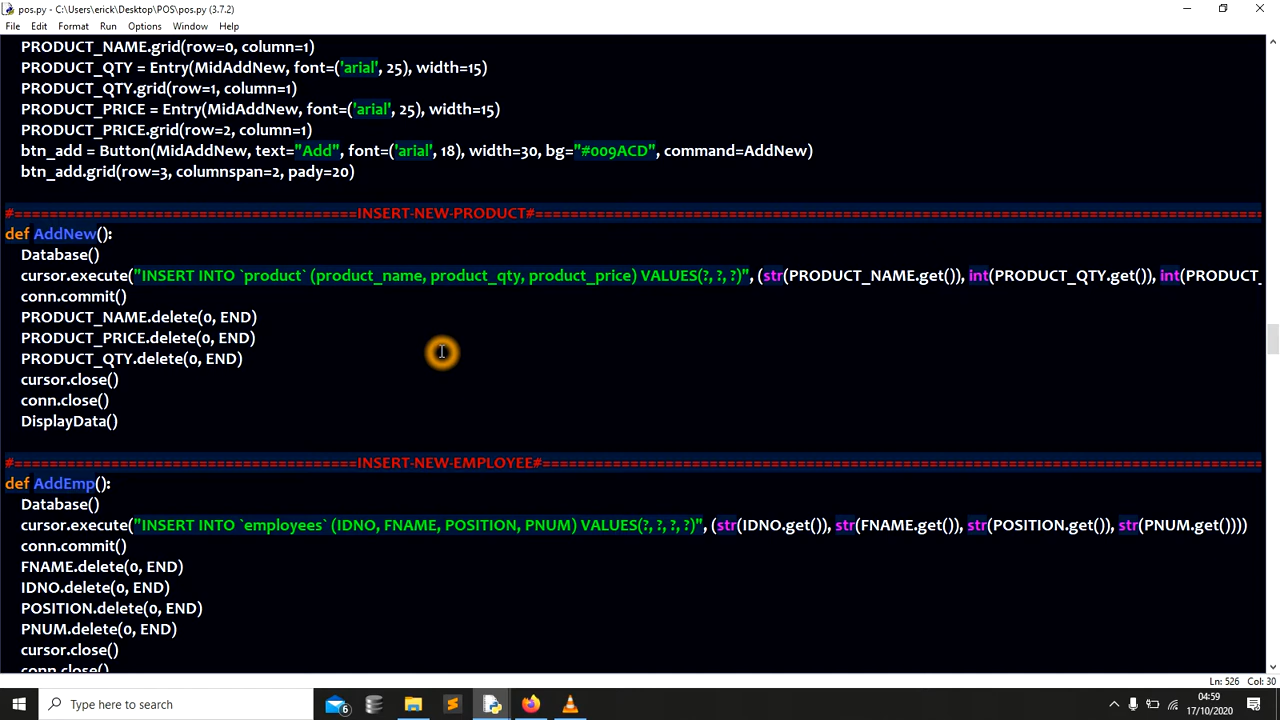 pos.py - C:\Users\erick\Desktop\POS\pos.py (3.7.2)
File Edit Format Run Options Window Help
PRODUCT_NAME.grid(row=0, column=1)
PRODUCT_QTY = Entry(MidAddNew, font=('arial', 25), width=15)
PRODUCT_QTY.grid(row=1, column=1)
PRODUCT_PRICE = Entry(MidAddNew, font=('arial', 25), width=15)
PRODUCT_PRICE.grid(row=2, column=1)
btn_add = Button(MidAddNew, text="Add", font=('arial', 18), width=30, bg="#009ACD", command=AddNew)
btn_add.grid(row=3, columnspan=2, pady=20)
#=======================================INSERT-NEW-PRODUCT#===================================================================================
def AddNew():
Database()
cursor.execute("INSERT INTO `product` (product_name, product_qty, product_price) VALUES(?, ?, ?)", (str(PRODUCT_NAME.get()), int(PRODUCT_QTY.get()), int(PRODUCT_
conn.commit()
PRODUCT_NAME.delete(0, END)
PRODUCT_PRICE.delete(0, END)
PRODUCT_QTY.delete(0, END)
cursor.close()
conn.close()
DisplayData()
#=======================================INSERT-NEW-EMPLOYEE#==================================================================================
def AddEmp():
Database()
cursor.execute("INSERT INTO `employees` (IDNO, FNAME, POSITION, PNUM) VALUES(?, ?, ?, ?)", (str(IDNO.get()), str(FNAME.get()), str(POSITION.get()), str(PNUM.get())))
conn.commit()
FNAME.delete(0, END)
IDNO.delete(0, END)
POSITION.delete(0, END)
PNUM.delete(0, END)
cursor.close()
conn.close()
Ln: 526 Col: 30
Type here to search
6
04:59
17/10/2020